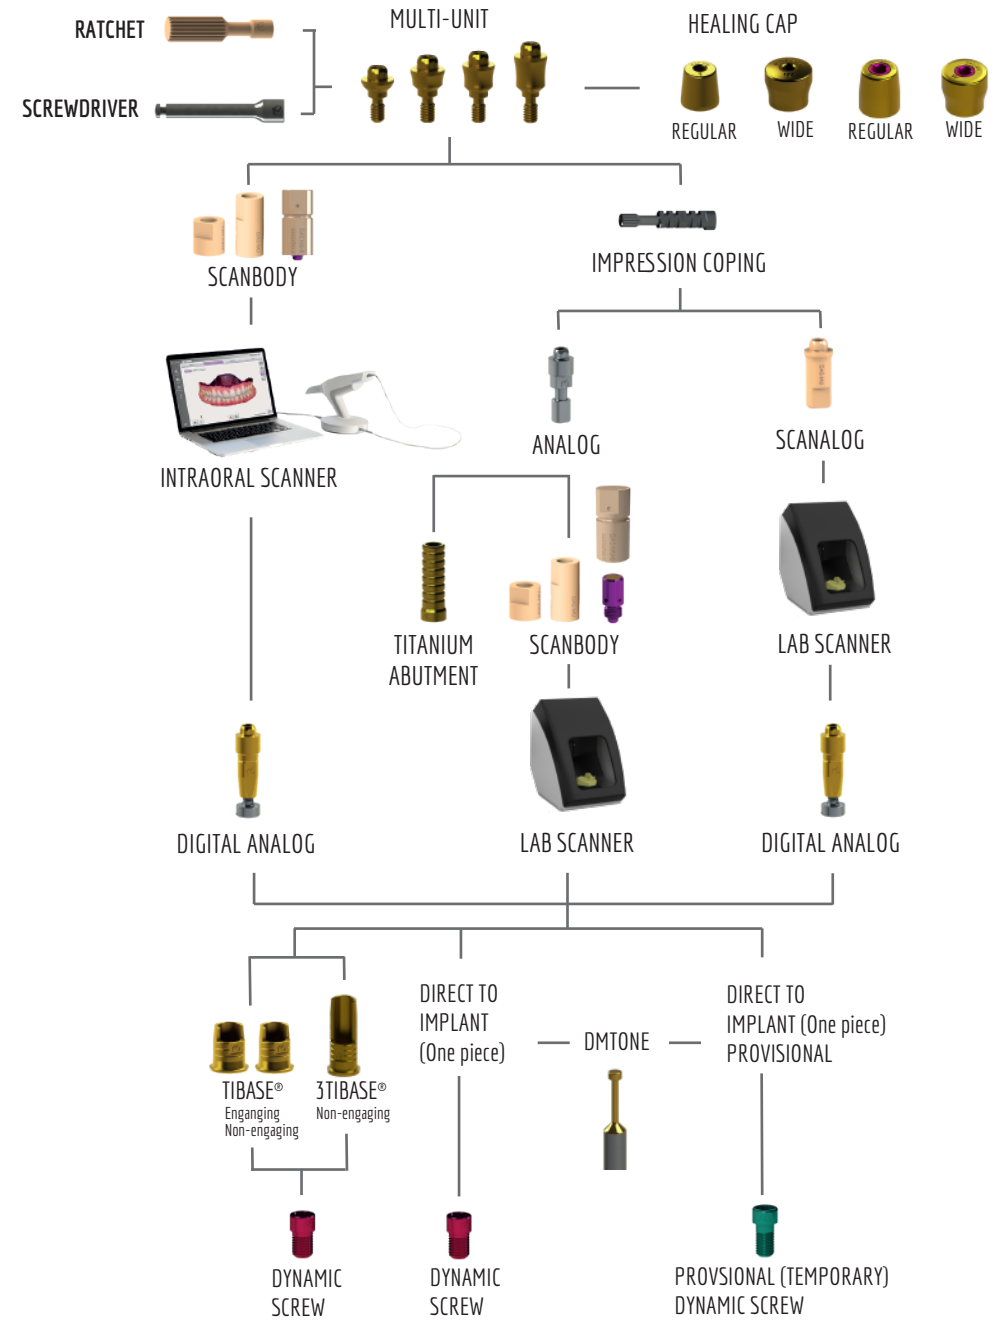 RATCHET
SCREWDRIVER
MULTI-UNIT
HEALING CAP
REGULAR
WIDE
REGULAR
WIDE
SCANBODY
IMPRESSION COPING
INTRAORAL SCANNER
ANALOG
SCANALOG
TITANIUM
ABUTMENT
SCANBODY
LAB SCANNER
DIGITAL ANALOG
LAB SCANNER
DIGITAL ANALOG
TIBASE®
Enganging
Non-engaging
3TIBASE®
Non-engaging
DIRECT TO
IMPLANT
(One piece)
DMTONE
DIRECT TO
IMPLANT (One piece)
PROVISIONAL
DYNAMIC
SCREW
DYNAMIC
SCREW
PROVSIONAL (TEMPORARY)
DYNAMIC SCREW